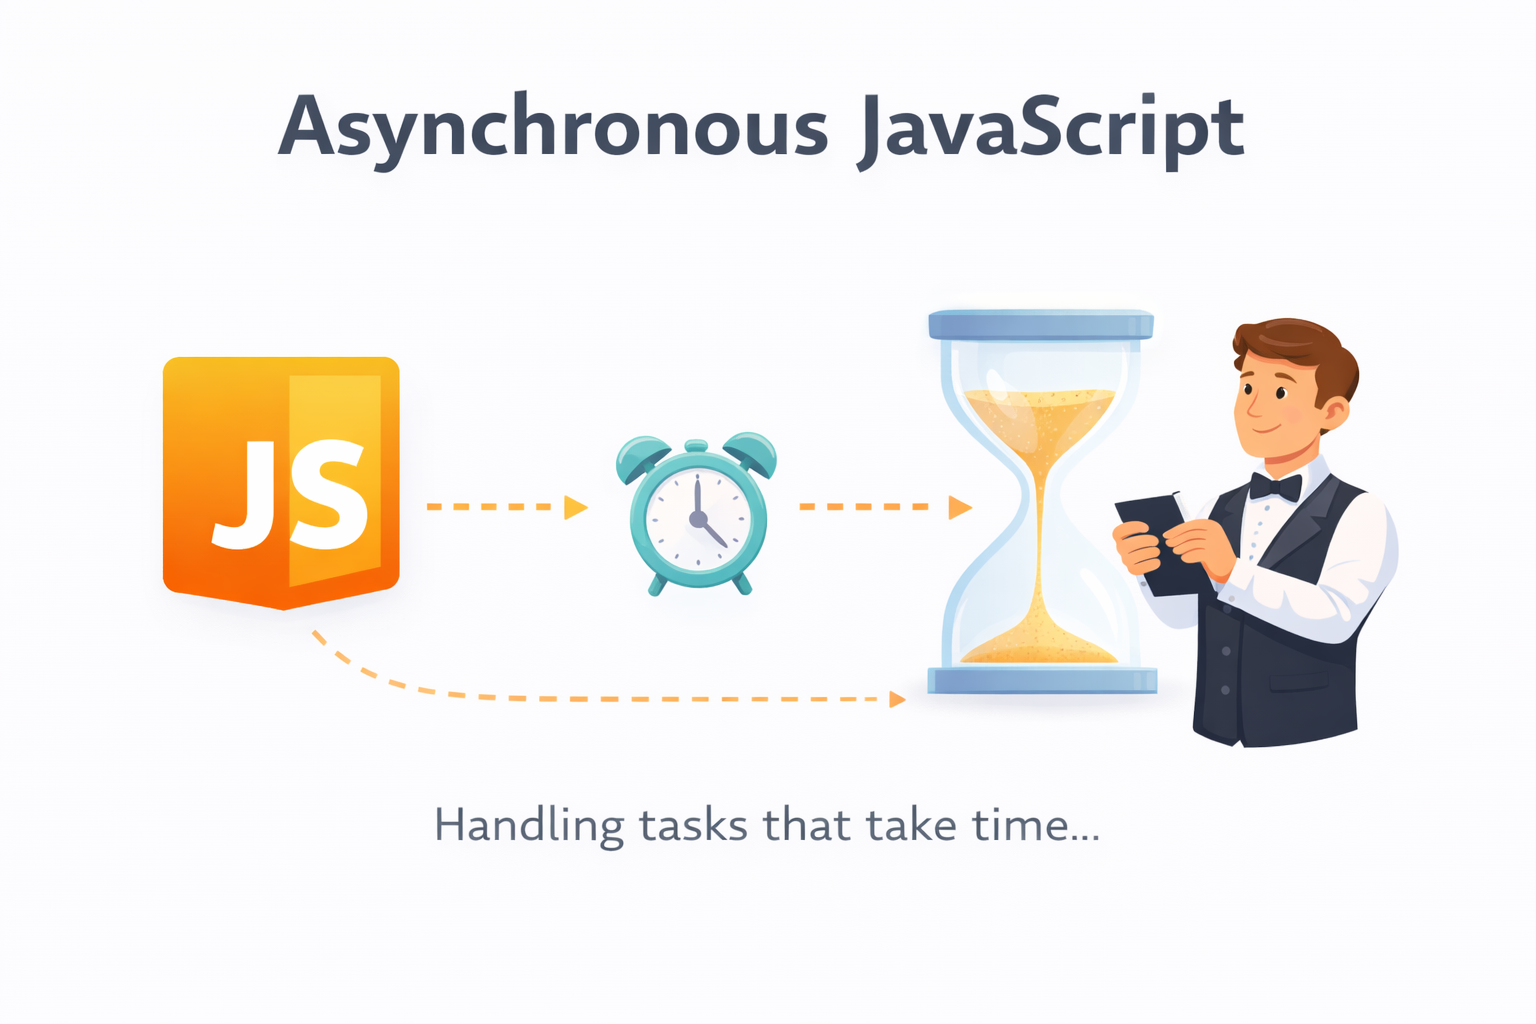 Asynchronous JavaScript
JS
Handling tasks that take time...